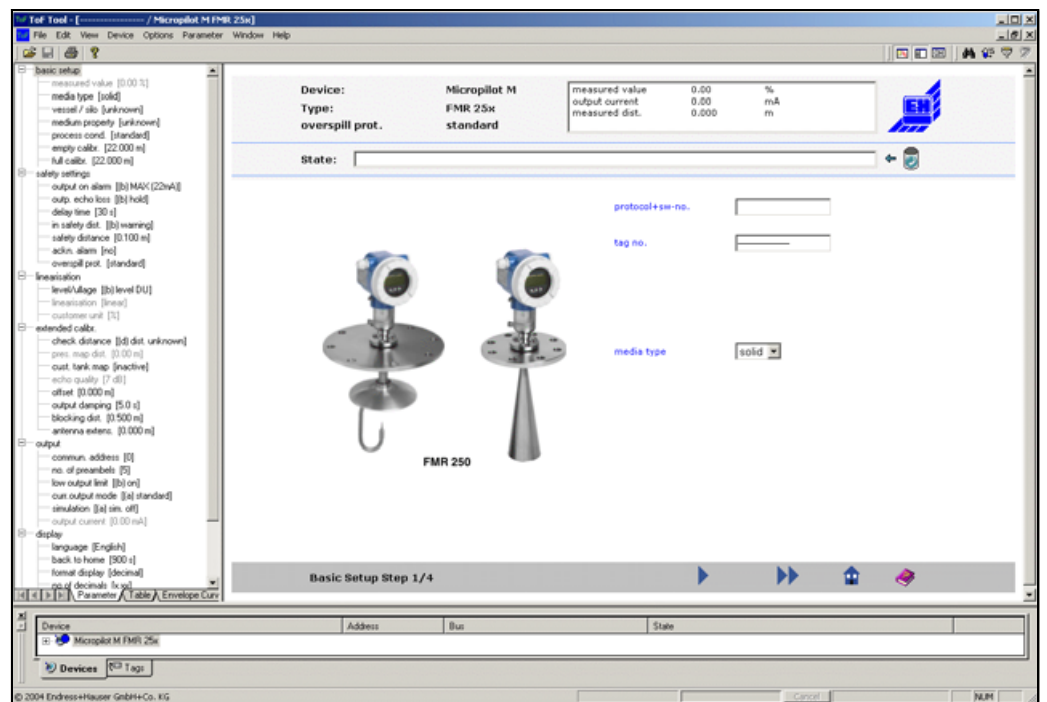 ToF Tool - [---------------- / Micropilot M FMR 25x]
File Edit View Device Options Parameter Window Help
basic setup
measured value [0.00 %]
media type [solid]
vessel / silo [unknown]
medium property [unknown]
process cond. [standard]
empty calibr. [22.000 m]
full calibr. [22.000 m]
safety settings
output on alarm [(b) MAX (22mA)]
outp. echo loss [(b) hold]
delay time [30 s]
in safety dist. [(b) warning]
safety distance [0.100 m]
ackn. alarm [no]
overspill prot. [standard]
linearisation
level/ullage [(b) level DU]
linearisation [linear]
customer unit [%]
extended calibr.
check distance [(d) dist. unknown]
pres. map dist. [0.00 m]
cust. tank map [inactive]
echo quality [7 dB]
offset [0.000 m]
output damping [5.0 s]
blocking dist. [0.500 m]
antenna extens. [0.000 m]
output
commun. address [0]
no. of preambels [5]
low output limit [(b) on]
curr.output mode [(a) standard]
simulation [(a) sim. off]
output current [0.00 mA]
display
language [English]
back to home [900 s]
format display [decimal]
no.of decimals [x.xx]
Parameter Table Envelope Curv
Device: Micropilot M
Type: FMR 25x
overspill prot. standard
measured value 0.00 %
output current 0.00 mA
measured dist. 0.000 m
EH
State:
protocol+sw-no.
tag no. ----------------
media type solid
FMR 250
Basic Setup Step 1/4
Device Address Bus State
Micropilot M FMR 25x
Devices Tags
© 2004 Endress+Hauser GmbH+Co. KG Cancel NUM